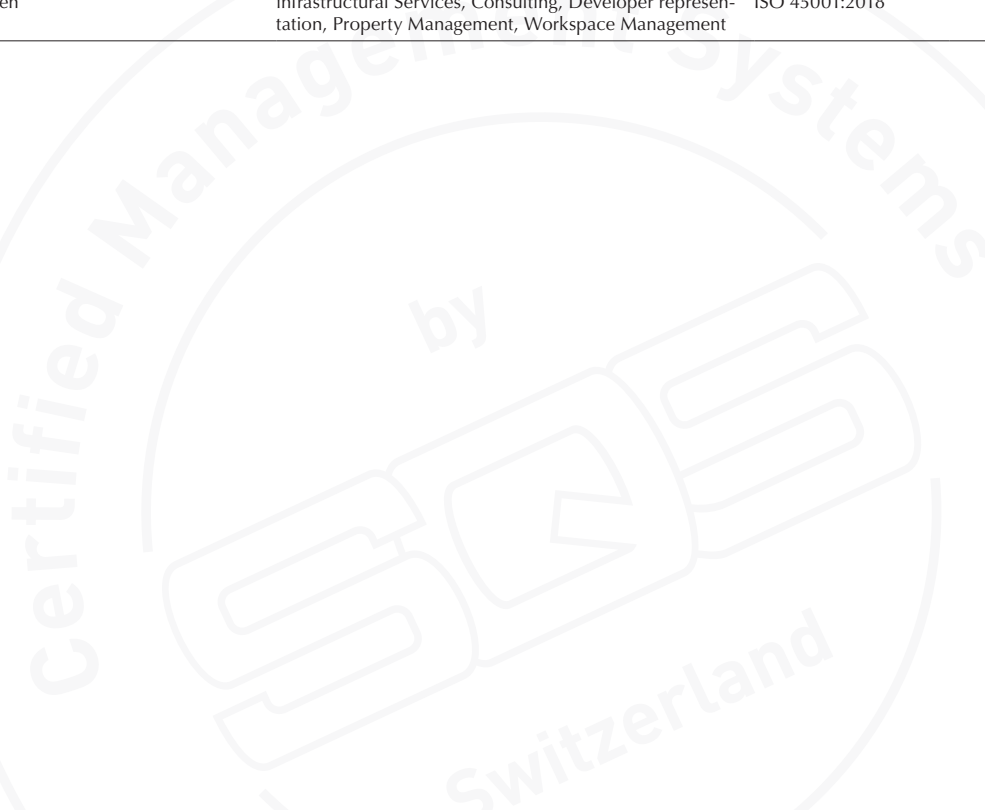 en
Infrastructural Services, Consulting, Developer represen- ISO 45001:2018
tation, Property Management, Workspace Management
Certified Management Systems
by
SQS
Switzerland